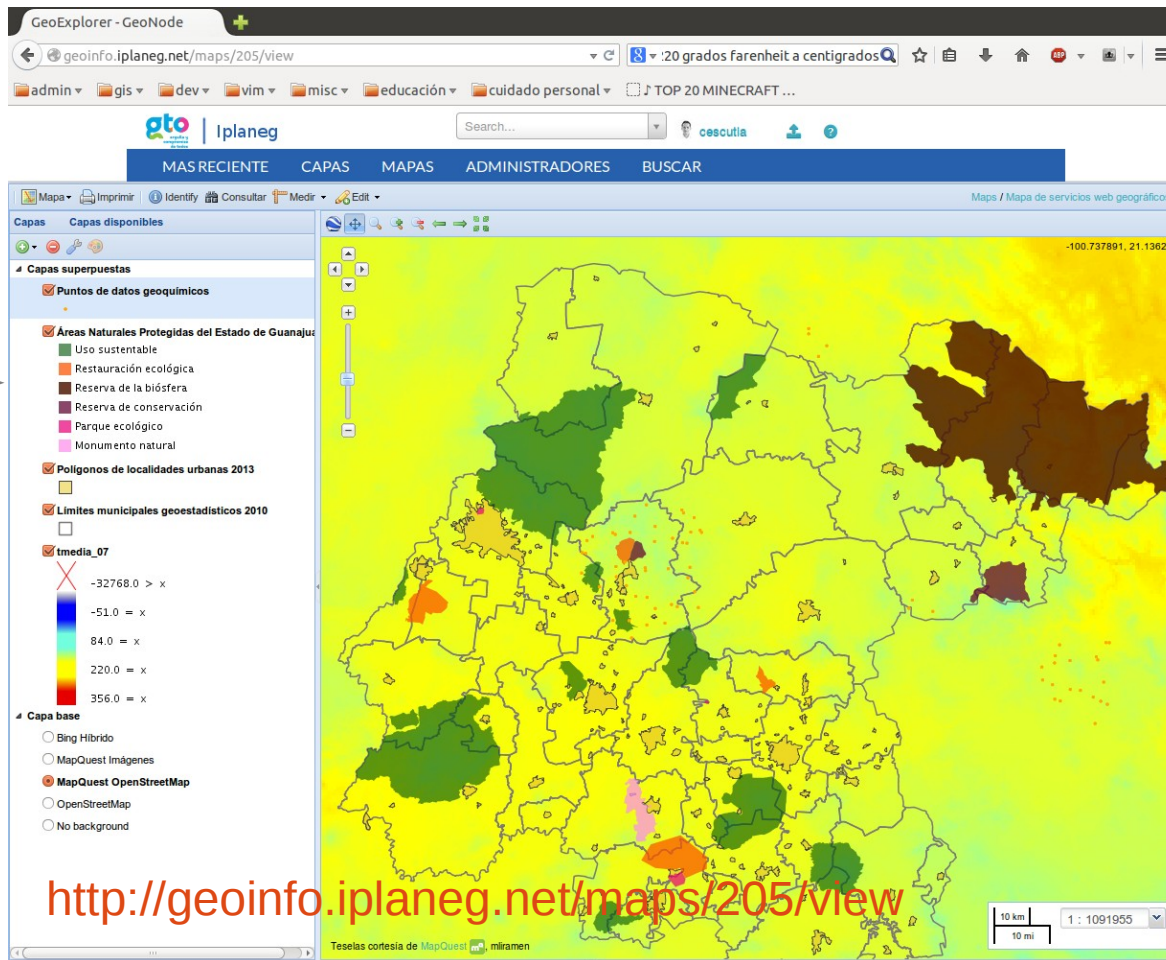 GeoExplorer - GeoNode
geoinfo.iplaneg.net/maps/205/view
:20 grados farenheit a centigrados
ABP
admin
gis
dev
vim
misc
educación
cuidado personal
♪ TOP 20 MINECRAFT ...
gto
Iplaneg
Search...
cescutia
MAS RECIENTE CAPAS MAPAS ADMINISTRADORES BUSCAR
Mapa Imprimir Identify Consultar Medir Edit
Maps / Mapa de servicios web geográficos
Capas Capas disponibles
-100.737891, 21.1362
Capas superpuestas
Puntos de datos geoquímicos
Áreas Naturales Protegidas del Estado de Guanajua
Uso sustentable
Restauración ecológica
Reserva de la biósfera
Reserva de conservación
Parque ecológico
Monumento natural
Polígonos de localidades urbanas 2013
Límites municipales geoestadísticos 2010
tmedia_07
-32768.0 > x
-51.0 = x
84.0 = x
220.0 = x
356.0 = x
Capa base
Bing Híbrido
MapQuest Imágenes
MapQuest OpenStreetMap
OpenStreetMap
No background
http://geoinfo.iplaneg.net/maps/205/view
10 km
10 mi
1 : 1091955
Teselas cortesía de MapQuest , mliramen